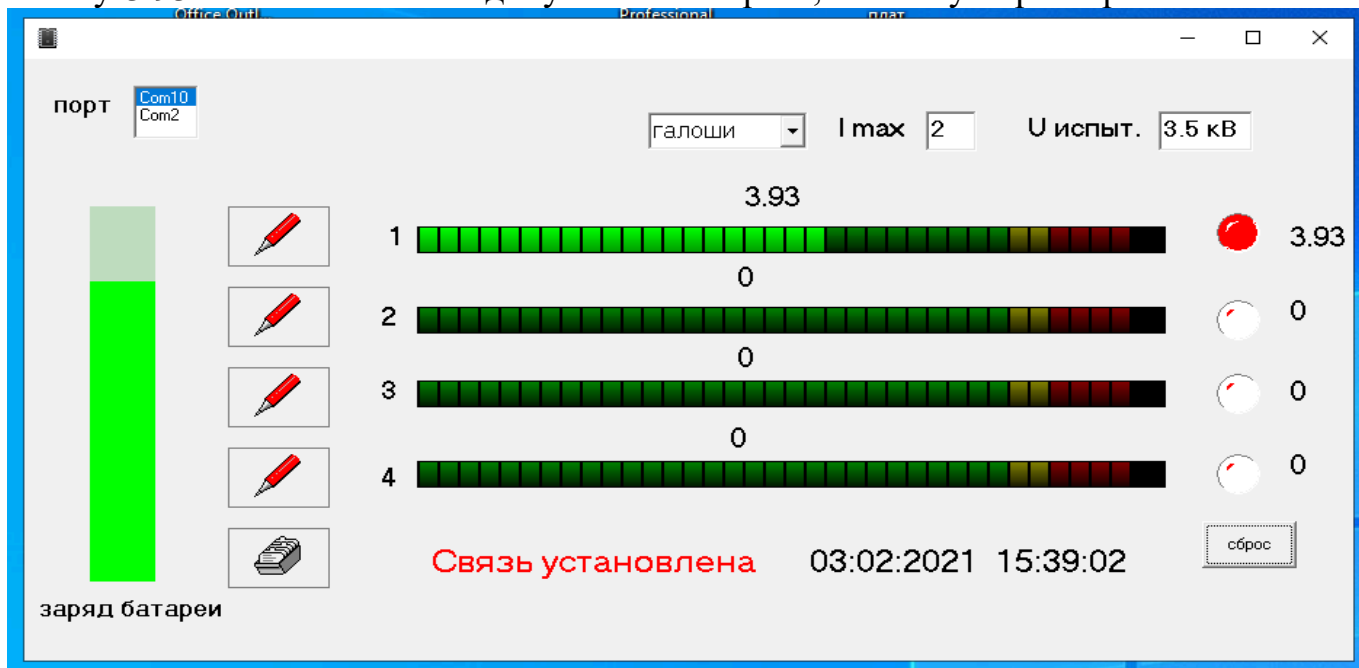 Office Outl...
Professional
плат
порт
Com10
Com2
галоши
I max
2
U испыт.
3.5 кВ
3.93
1
3.93
0
2
0
0
3
0
0
4
0
Связь установлена
03:02:2021 15:39:02
сброс
заряд батареи